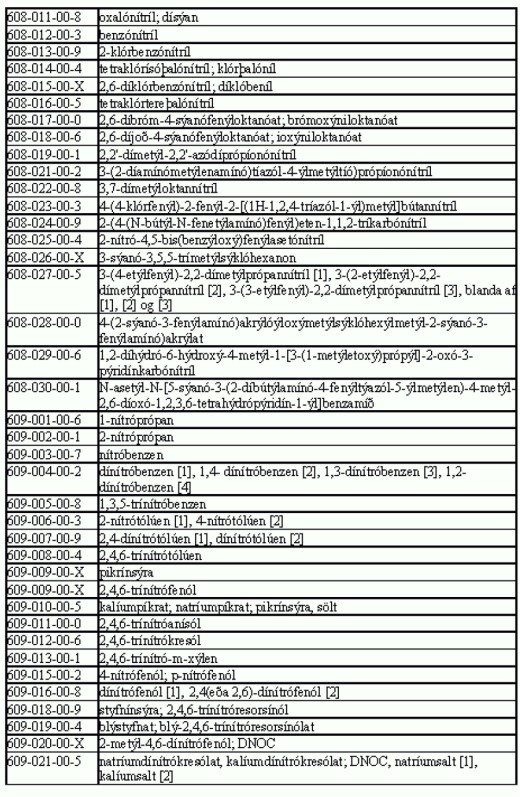 608-011-00-8 oxalónítríl; dísýan
608-012-00-3 benzónítríl
608-013-00-9 2-klórbenzónítríl
608-014-00-4 tetraklórísóþalónítríl; klórþalóníl
608-015-00-X 2,6-díklórbenzónítríl; díklóbeníl
608-016-00-5 tetraklórtereþalónítríl
608-017-00-0 2,6-díbróm-4-sýanófenýloktanóat; brómoxýníloktanóat
608-018-00-6 2,6-díjoð-4-sýanófenýloktanóat; ioxýníloktanóat
608-019-00-1 2,2'-dímetýl-2,2'-azódíprópíonónítríl
608-021-00-2 3-(2-díamínómetýlenamínó)tíazól-4-ýlmetýltíó)própíonónítríl
608-022-00-8 3,7-dímetýloktannítríl
608-023-00-3 4-(4-klórfenýl)-2-fenýl-2-[(1H-1,2,4-tríazól-1-ýl)metýl]bútannítríl
608-024-00-9 2-(4-(N-bútýl-N-fenetýlamínó)fenýl)eten-1,1,2-tríkarbónítríl
608-025-00-4 2-nítró-4,5-bis(benzýloxý)fenýlasetónítríl
608-026-00-X 3-sýanó-3,5,5-trímetýlsýklóhexanon
608-027-00-5 3-(4-etýlfenýl)-2,2-dímetýlprópannítríl [1], 3-(2-etýlfenýl)-2,2-
dímetýlprópannítríl [2], 3-(3-etýlfenýl)-2,2-dímetýlprópannítríl [3], blanda af
[1], [2] og [3]
608-028-00-0 4-(2-sýanó-3-fenýlamínó)akrýlóýloxýmetýlsýklóhexýlmetýl-2-sýanó-3-
fenýlamínó)akrýlat
608-029-00-6 1,2-díhýdró-6-hýdroxý-4-metýl-1-[3-(1-metýletoxý)própýl]-2-oxó-3-
pýridínkarbónítríl
608-030-00-1 N-asetýl-N-[5-sýanó-3-(2-díbútýlamínó-4-fenýltýazól-5-ýlmetýlen)-4-metýl-
2,6-díoxó-1,2,3,6-tetrahýdrópýridín-1-ýl]benzamíð
609-001-00-6 1-nítróprópan
609-002-00-1 2-nítróprópan
609-003-00-7 nítróbenzen
609-004-00-2 dínítróbenzen [1], 1,4- dínítróbenzen [2], 1,3-dínítróbenzen [3], 1,2-
dínítróbenzen [4]
609-005-00-8 1,3,5-trínítróbenzen
609-006-00-3 2-nítrótólúen [1], 4-nítrótólúen [2]
609-007-00-9 2,4-dínítrótólúen [1], dínítrótólúen [2]
609-008-00-4 2,4,6-trínítrótólúen
609-009-00-X pikrínsýra
609-009-00-X 2,4,6-trínítrófenól
609-010-00-5 kalíumpíkrat; natríumpíkrat; pikrínsýra, sölt
609-011-00-0 2,4,6-trínítróanísól
609-012-00-6 2,4,6-trínítrókresól
609-013-00-1 2,4,6-trínítró-m-xýlen
609-015-00-2 4-nítrófenól; p-nítrófenól
609-016-00-8 dínítrófenól [1], 2,4(eða 2,6)-dínítrófenól [2]
609-018-00-9 styfnínsýra; 2,4,6-trínítróresorsínól
609-019-00-4 blýstyfnat; blý-2,4,6-trínítróresorsínólat
609-020-00-X 2-metýl-4,6-dínítrófenól; DNOC
609-021-00-5 natríumdínítrókresólat, kalíumdínítrókresólat; DNOC, natríumsalt [1],
kalíumsalt [2]